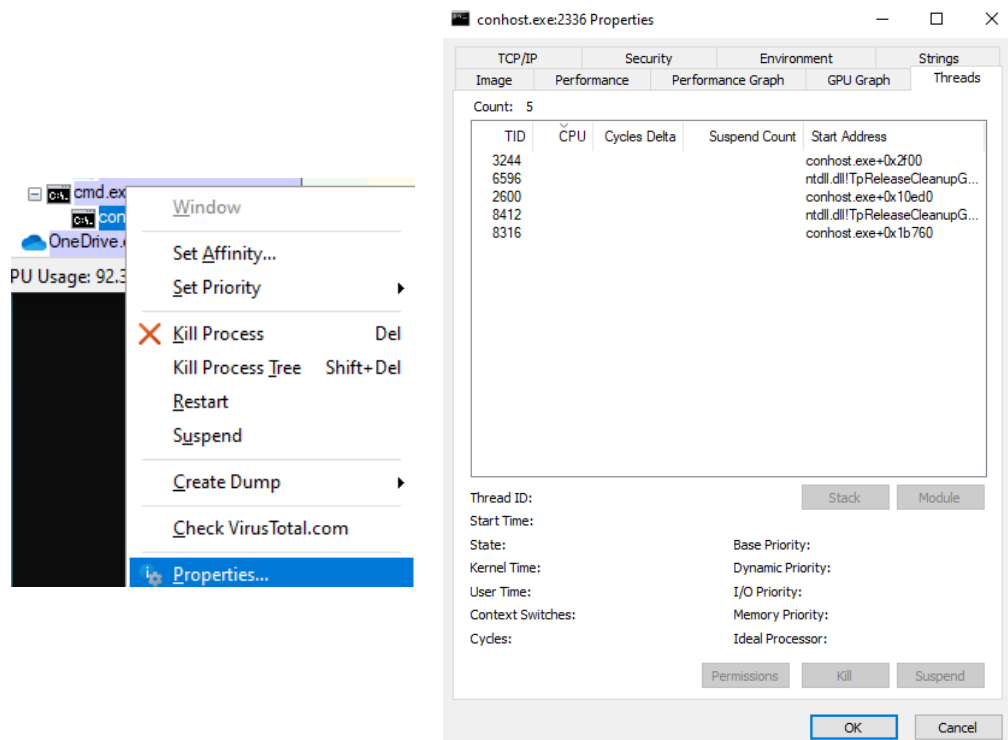 cmd.ex
con
OneDrive.
PU Usage: 92.3
Window
Set Affinity...
Set Priority
Kill Process Del
Kill Process Tree Shift+Del
Restart
Suspend
Create Dump
Check VirusTotal.com
Properties...
conhost.exe:2336 Properties
TCP/IP Security Environment Strings
Image Performance Performance Graph GPU Graph Threads
Count: 5
TID CPU Cycles Delta Suspend Count Start Address
3244 conhost.exe+0x2f00
6596 ntdll.dll!TpReleaseCleanupG...
2600 conhost.exe+0x10ed0
8412 ntdll.dll!TpReleaseCleanupG...
8316 conhost.exe+0x1b760
Thread ID: Stack Module
Start Time:
State: Base Priority:
Kernel Time: Dynamic Priority:
User Time: I/O Priority:
Context Switches: Memory Priority:
Cycles: Ideal Processor:
Permissions Kill Suspend
OK Cancel